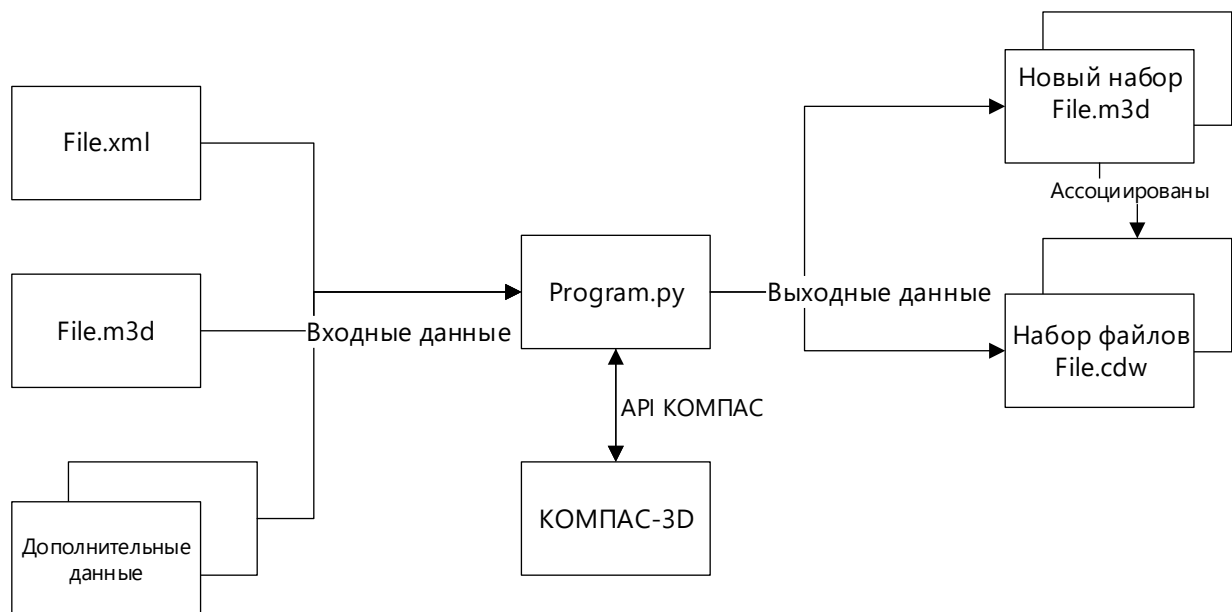 File.xml
File.m3d
Дополнительные
данные
Входные данные
Program.py
API КОМПАС
КОМПАС-3D
Выходные данные
Новый набор
File.m3d
Ассоциированы
Набор файлов
File.cdw